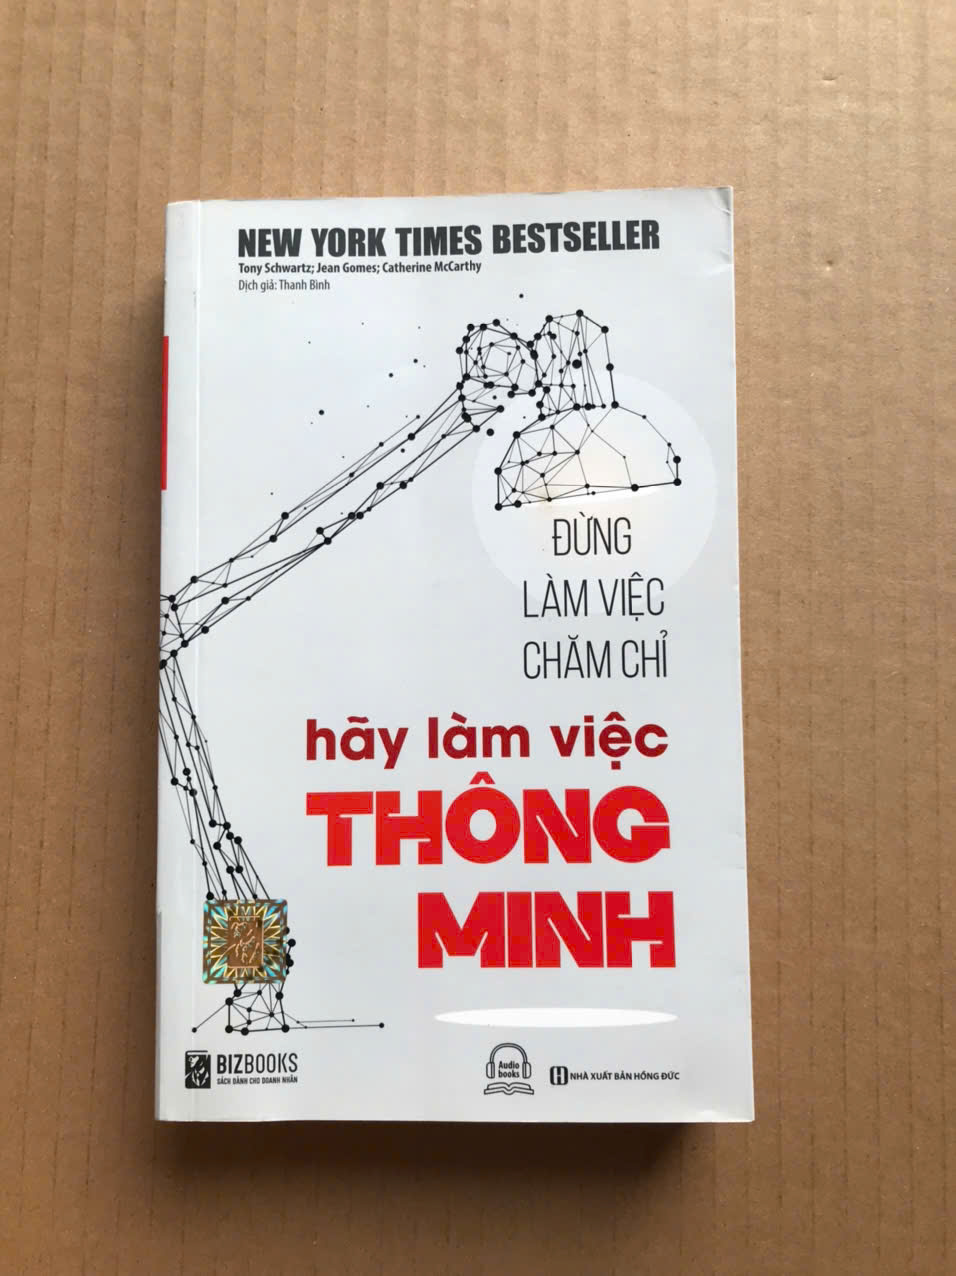 NEW YORK TIMES BESTSELLER
Tony Schwartz; Jean Gomes; Catherine McCarthy
Dịch giả: Thanh Bình
ĐỪNG
LÀM VIỆC
CHĂM CHỈ
hãy làm việc
THÔNG
MINH
BIZBOOKS
SÁCH DÀNH CHO DOANH NHÂN
Audio
books
NHÀ XUẤT BẢN HỒNG ĐỨC